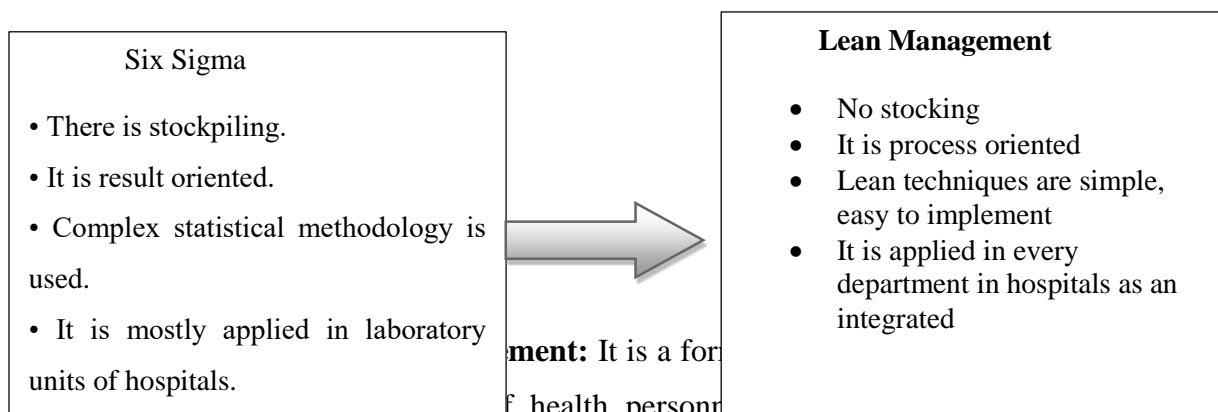 Six Sigma
• There is stockpiling.
• It is result oriented.
• Complex statistical methodology is
used.
• It is mostly applied in laboratory
units of hospitals.
Lean Management
• No stocking
• It is process oriented
• Lean techniques are simple,
easy to implement
• It is applied in every
department in hospitals as an
integrated
ement: It is a for
f health personn